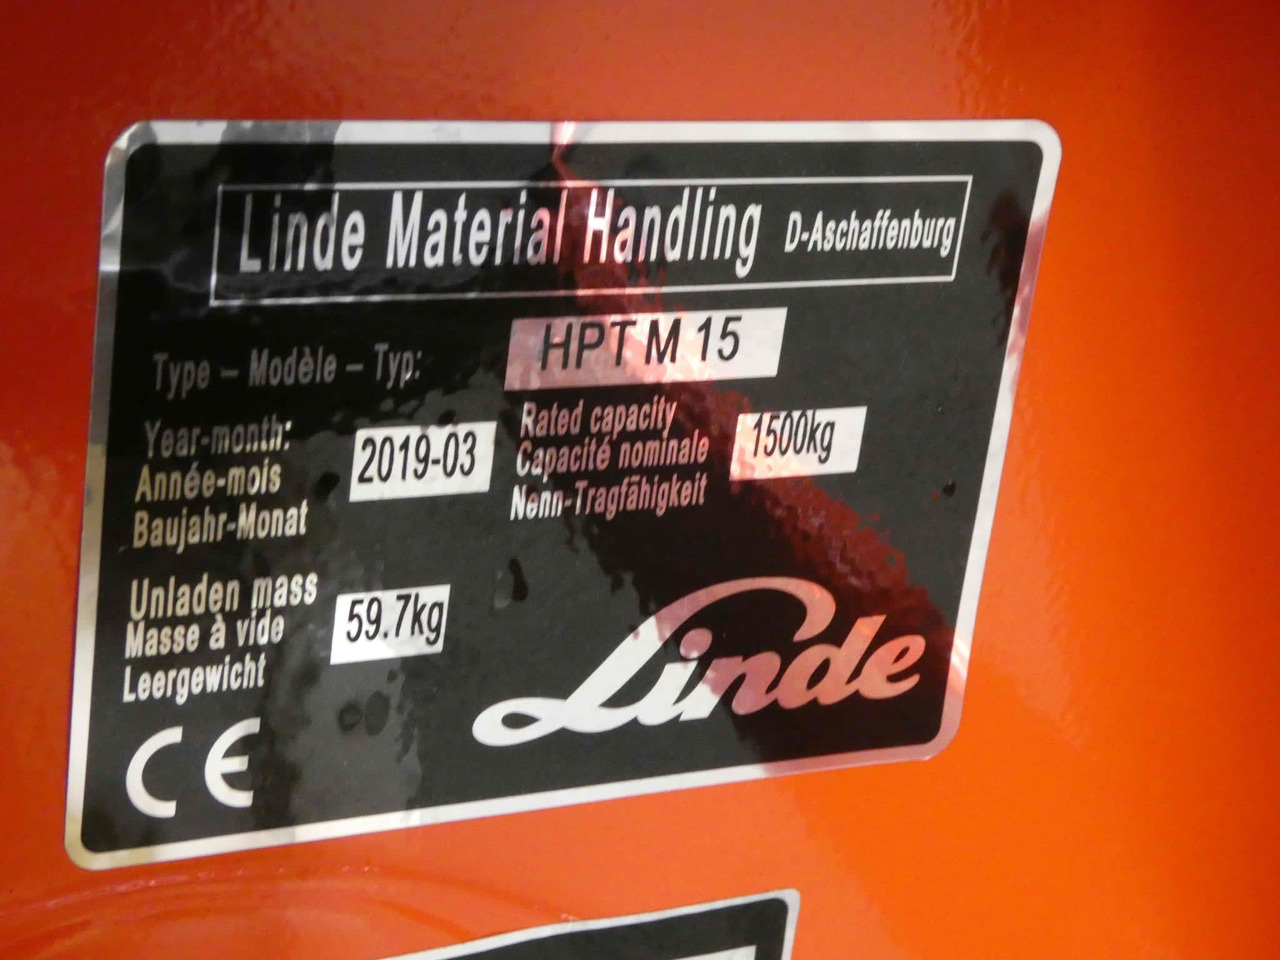 Linde Material Handling D-Aschaffenburg
Type – Modèle – Typ: HPT M 15
Year-month:
Année-mois
Baujahr-Monat
2019-03
Rated capacity
Capacité nominale
Nenn-Tragfähigkeit
1500kg
Unladen mass
Masse à vide
Leergewicht
59.7kg
CE
Linde